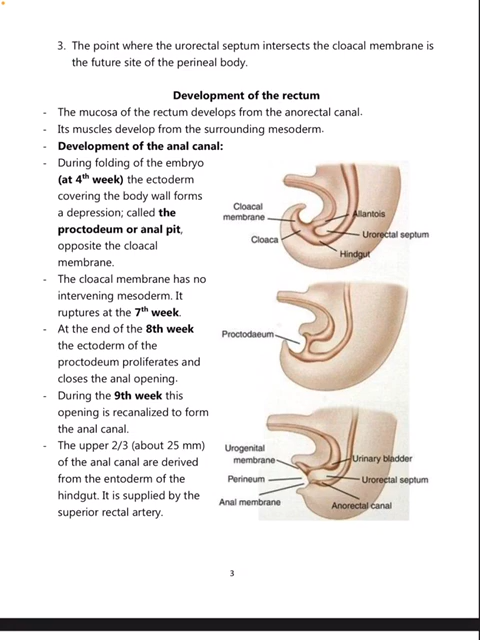 3. The point where the urorectal septum intersects the cloacal membrane is
the future site of the perineal body.
Development of the rectum
- The mucosa of the rectum develops from the anorectal canal.
- Its muscles develop from the surrounding mesoderm.
- Development of the anal canal:
- During folding of the embryo
(at 4th week) the ectoderm
covering the body wall forms
a depression; called the
proctodeum or anal pit,
opposite the cloacal
membrane.
- The cloacal membrane has no
intervening mesoderm. It
ruptures at the 7th week.
- At the end of the 8th week
the ectoderm of the
proctodeum proliferates and
closes the anal opening.
- During the 9th week this
opening is recanalized to form
the anal canal.
- The upper 2/3 (about 25 mm)
of the anal canal are derived
from the entoderm of the
hindgut. It is supplied by the
superior rectal artery.
Cloacal
membrane
Allantois
Cloaca
Urorectal septum
Hindgut
Proctodaeum
Urogenital
membrane
Urinary bladder
Perineum
Urorectal septum
Anal membrane
Anorectal canal
3